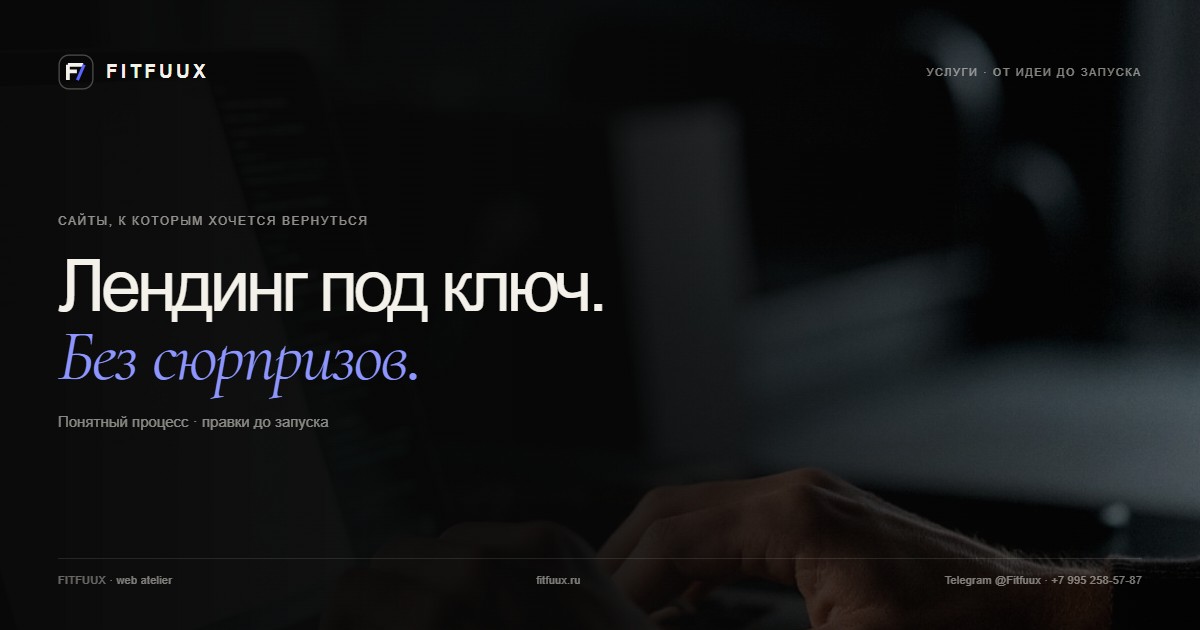 FITFUUX
УСЛУГИ · ОТ ИДЕИ ДО ЗАПУСКА
САЙТЫ, К КОТОРЫМ ХОЧЕТСЯ ВЕРНУТЬСЯ
Лендинг под ключ.
Без сюрпризов.
Понятный процесс · правки до запуска
FITFUUX · web atelier
fitfuux.ru
Telegram @Fitfuux · +7 995 258-57-87